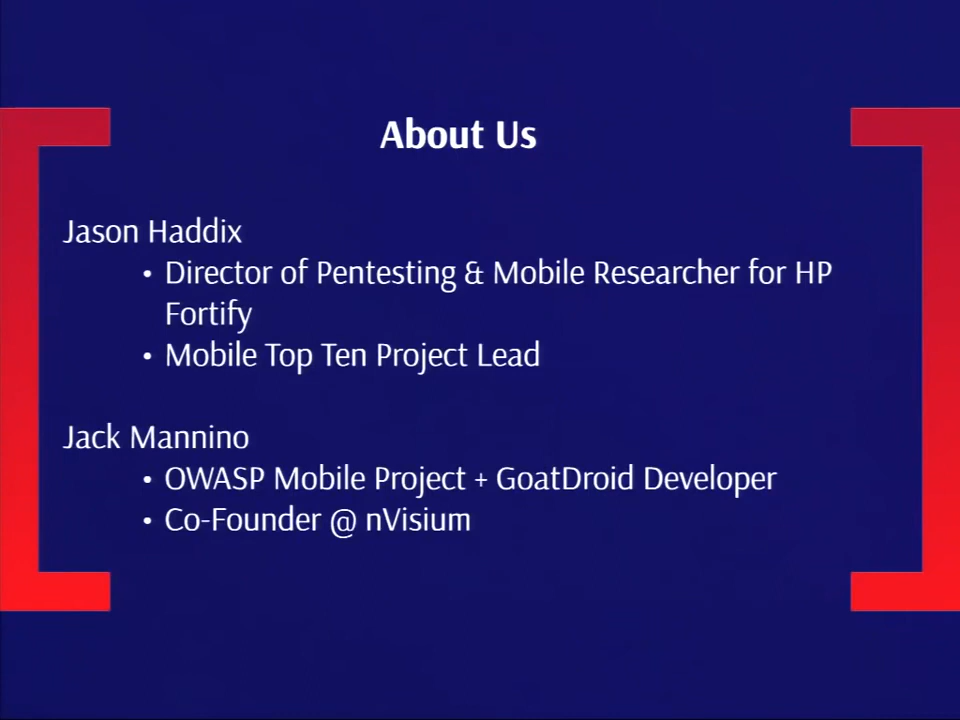 About Us
Jason Haddix
• Director of Pentesting & Mobile Researcher for HP
Fortify
• Mobile Top Ten Project Lead
Jack Mannino
• OWASP Mobile Project + GoatDroid Developer
• Co-Founder @ nVisium